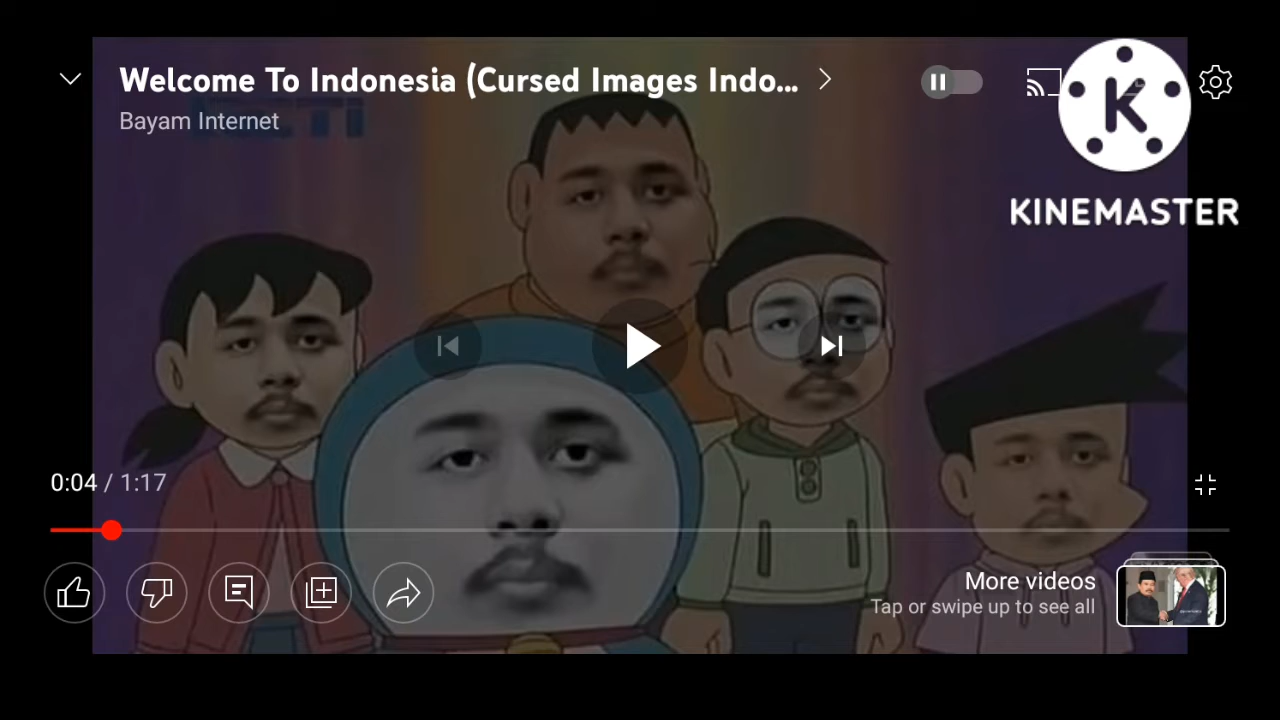 Welcome To Indonesia (Cursed Images Indo...
Bayam Internet
K
KINEMASTER
0:04 / 1:17
More videos
Tap or swipe up to see all